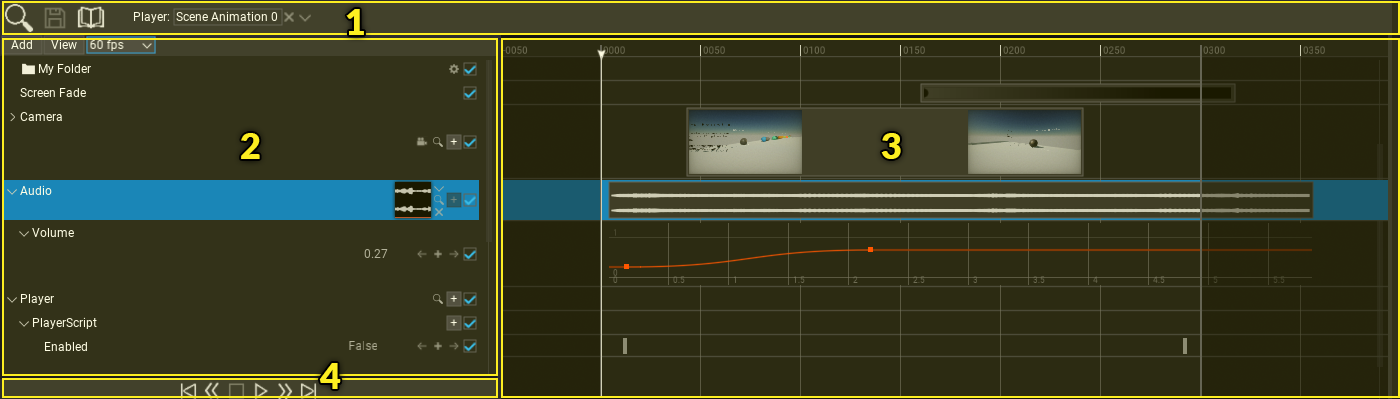 Player: Scene Animation 0
1
Add View 60 fps
-0050 0000 0050 0100 0150 0200 0250 0300 0350
My Folder
Screen Fade
Camera
2
3
Audio
Volume
0.27
1
0
0 0.5 1 1.5 2 2.5 3 3.5 4 4.5 5 5.5
Player
PlayerScript
Enabled False
4